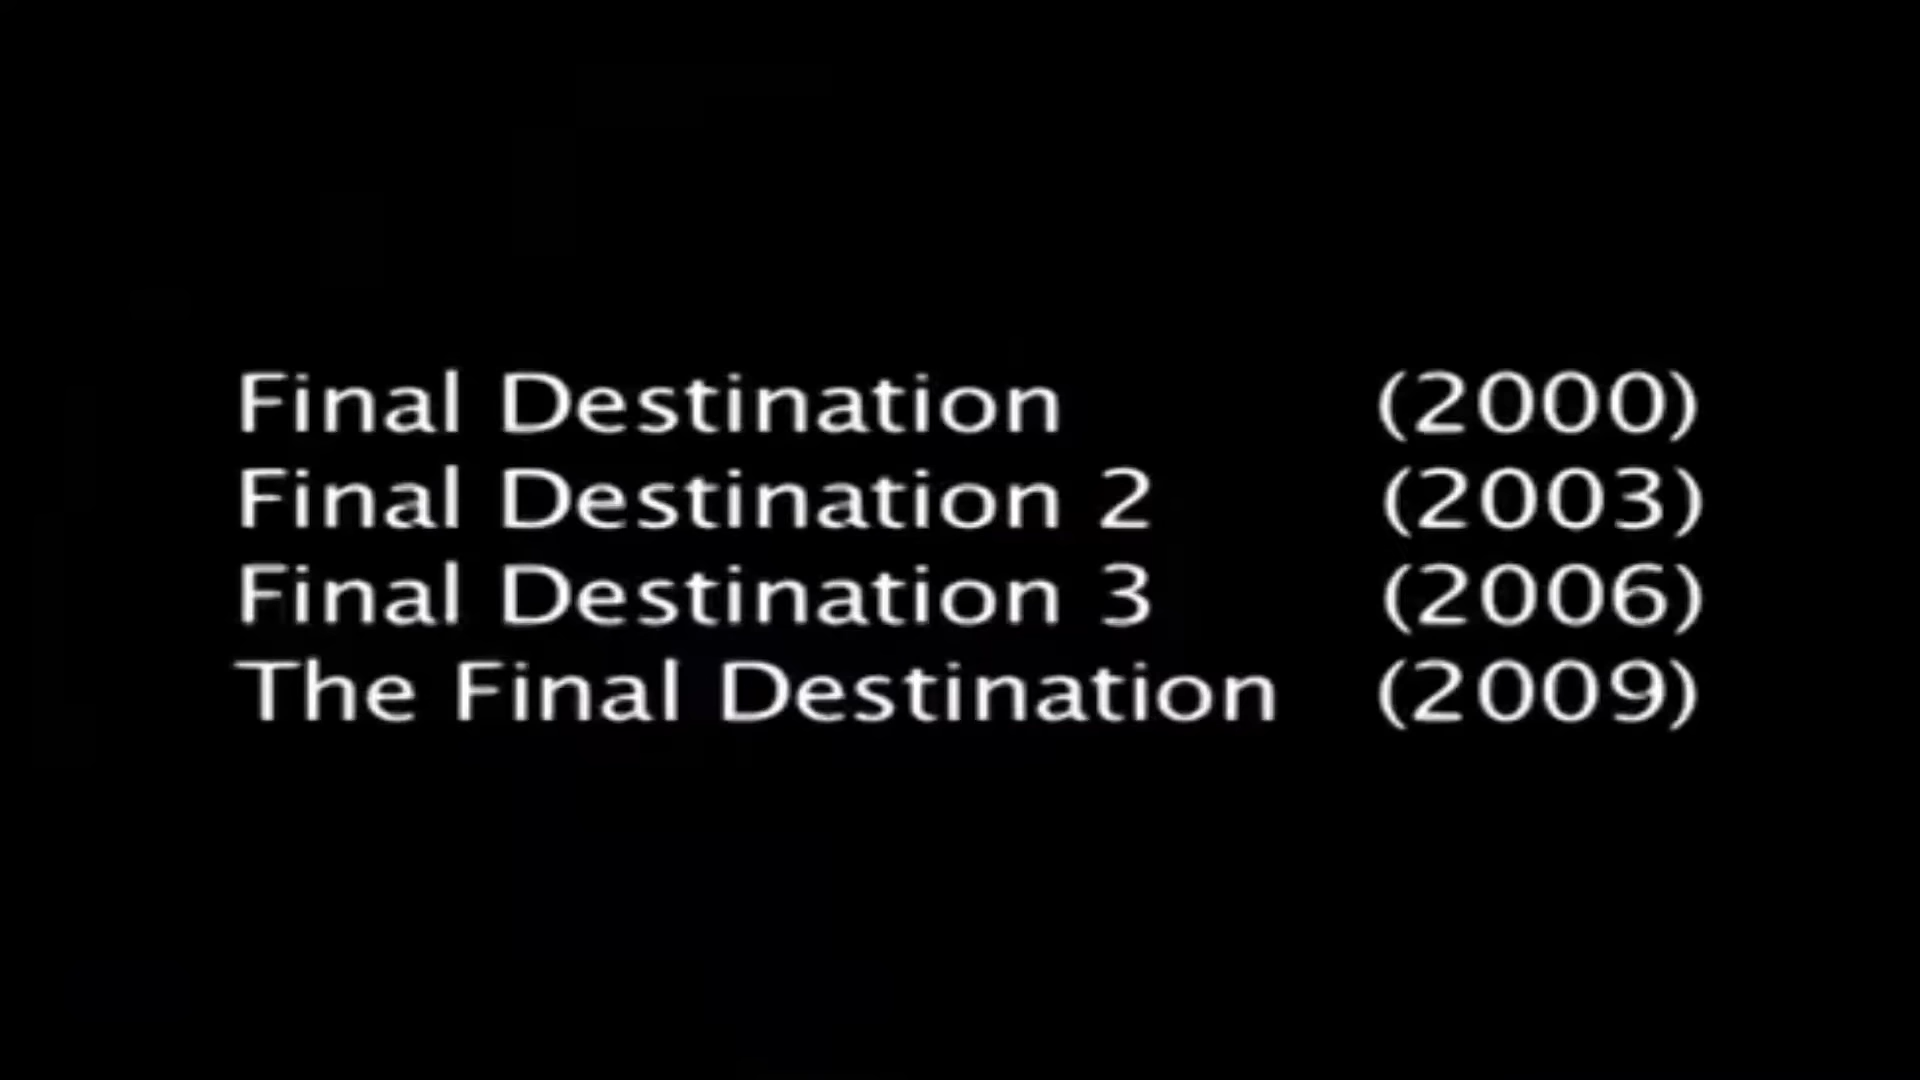 Final Destination (2000)
Final Destination 2 (2003)
Final Destination 3 (2006)
The Final Destination (2009)